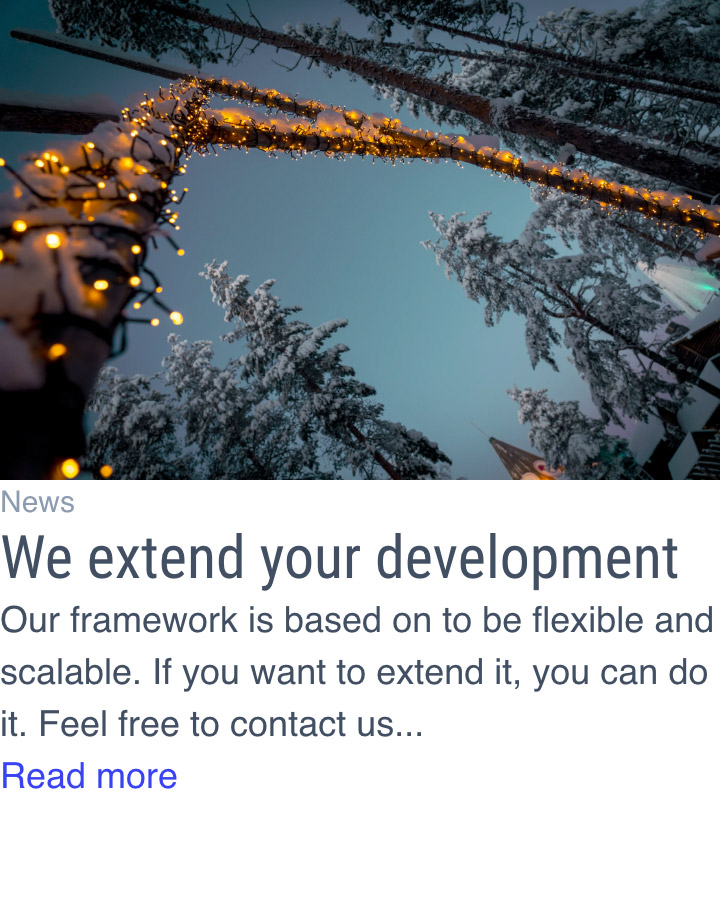 News
We extend your development
Our framework is based on to be flexible and
scalable. If you want to extend it, you can do
it. Feel free to contact us...
Read more